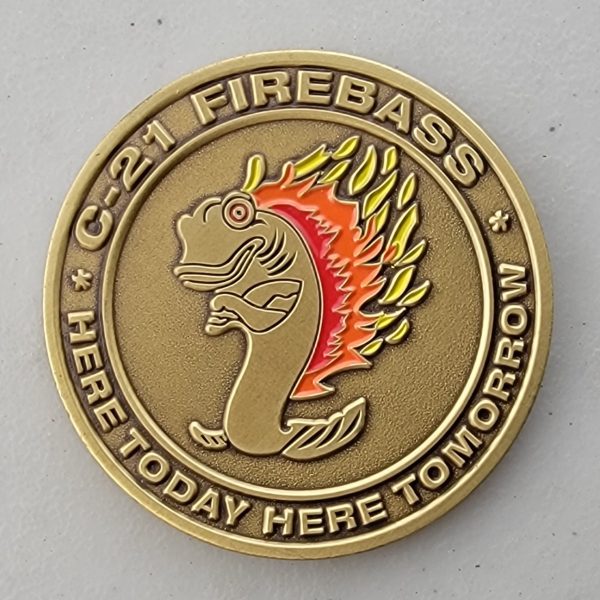 C-21 FIREBASS
* HERE TODAY HERE TOMORROW *